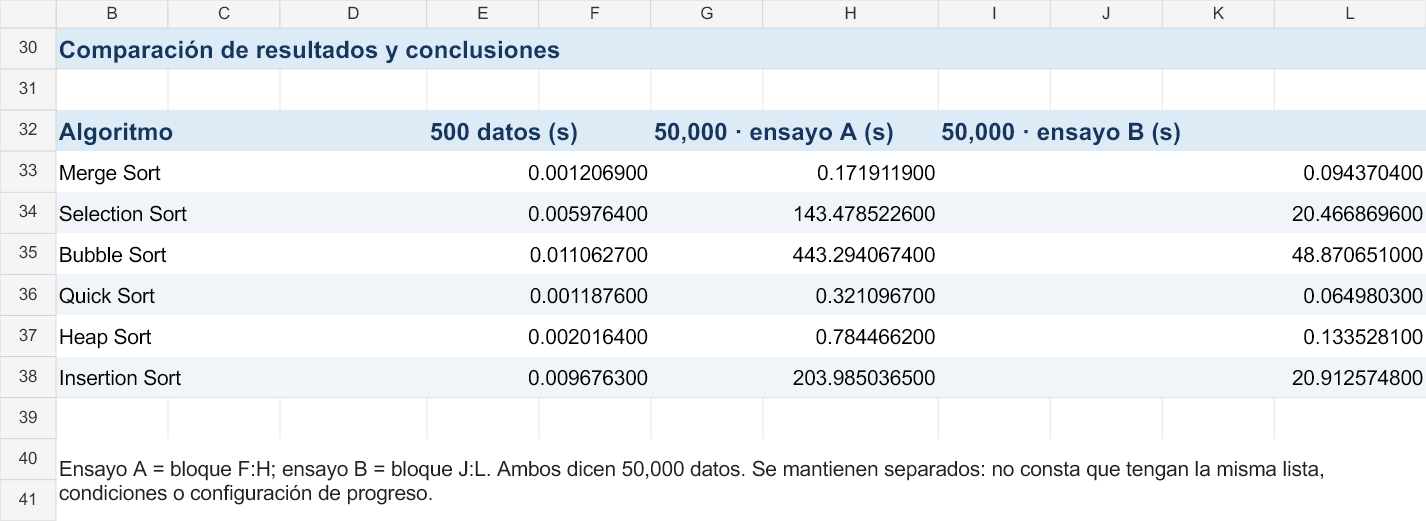 B C D E F G H I J K L
30 Comparación de resultados y conclusiones
31
32 Algoritmo 500 datos (s) 50,000 · ensayo A (s) 50,000 · ensayo B (s)
33 Merge Sort 0.001206900 0.171911900 0.094370400
34 Selection Sort 0.005976400 143.478522600 20.466869600
35 Bubble Sort 0.011062700 443.294067400 48.870651000
36 Quick Sort 0.001187600 0.321096700 0.064980300
37 Heap Sort 0.002016400 0.784466200 0.133528100
38 Insertion Sort 0.009676300 203.985036500 20.912574800
39
40 Ensayo A = bloque F:H; ensayo B = bloque J:L. Ambos dicen 50,000 datos. Se mantienen separados: no consta que tengan la misma lista,
41 condiciones o configuración de progreso.